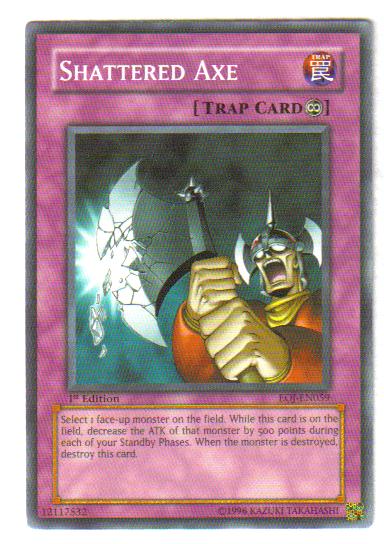 SHATTERED AXE
TRAP
罠
[TRAP CARD]
1st Edition
EOJ-EN059
Select 1 face-up monster on the field. While this card is on the
field, decrease the ATK of that monster by 500 points during
each of your Standby Phases. When the monster is destroyed,
destroy this card.
12117532
©1996 KAZUKI TAKAHASHI